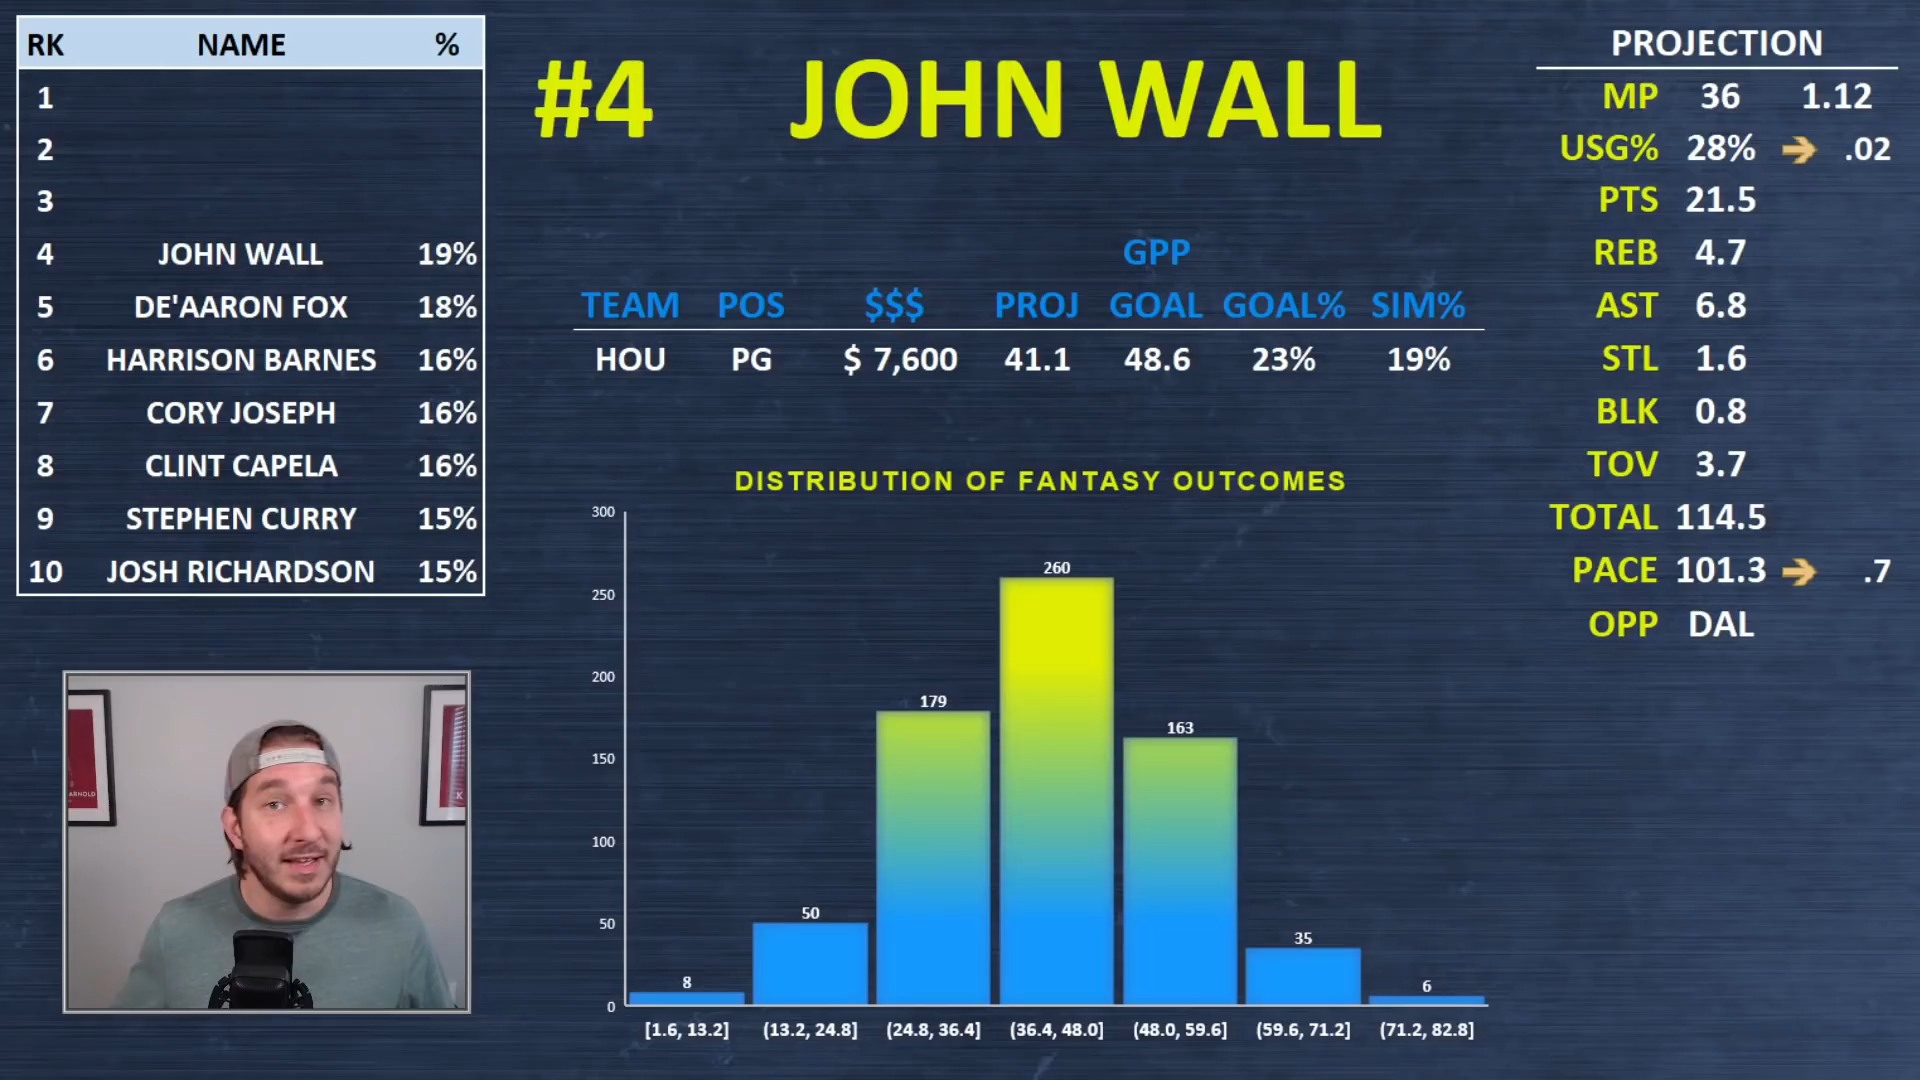 RK NAME %
1
2
3
4 JOHN WALL 19%
5 DE'AARON FOX 18%
6 HARRISON BARNES 16%
7 CORY JOSEPH 16%
8 CLINT CAPELA 16%
9 STEPHEN CURRY 15%
10 JOSH RICHARDSON 15%
#4 JOHN WALL
GPP
TEAM POS $$$ PROJ GOAL GOAL% SIM%
HOU PG $ 7,600 41.1 48.6 23% 19%
PROJECTION
MP 36 1.12
USG% 28% .02
PTS 21.5
REB 4.7
AST 6.8
STL 1.6
BLK 0.8
TOV 3.7
TOTAL 114.5
PACE 101.3 .7
OPP DAL
DISTRIBUTION OF FANTASY OUTCOMES
300
250
200
150
100
50
0
8
50
179
260
163
35
6
[1.6, 13.2] (13.2, 24.8] (24.8, 36.4] (36.4, 48.0] (48.0, 59.6] (59.6, 71.2] (71.2, 82.8]
ARNOLD
K